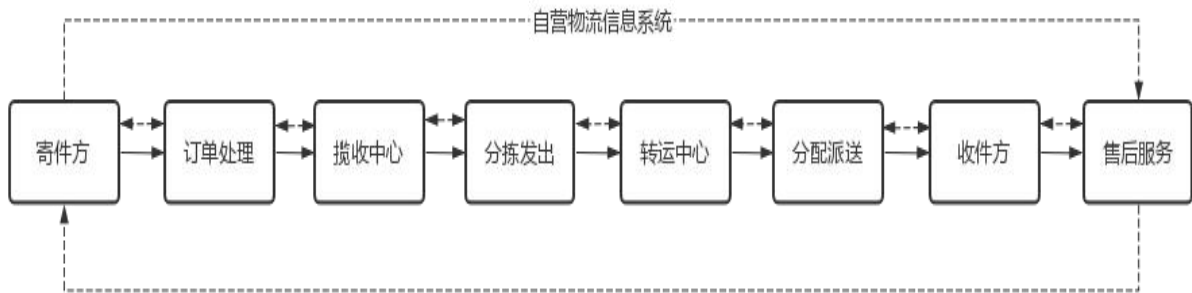 自营物流信息系统
寄件方
订单处理
揽收中心
分拣发出
转运中心
分配派送
收件方
售后服务